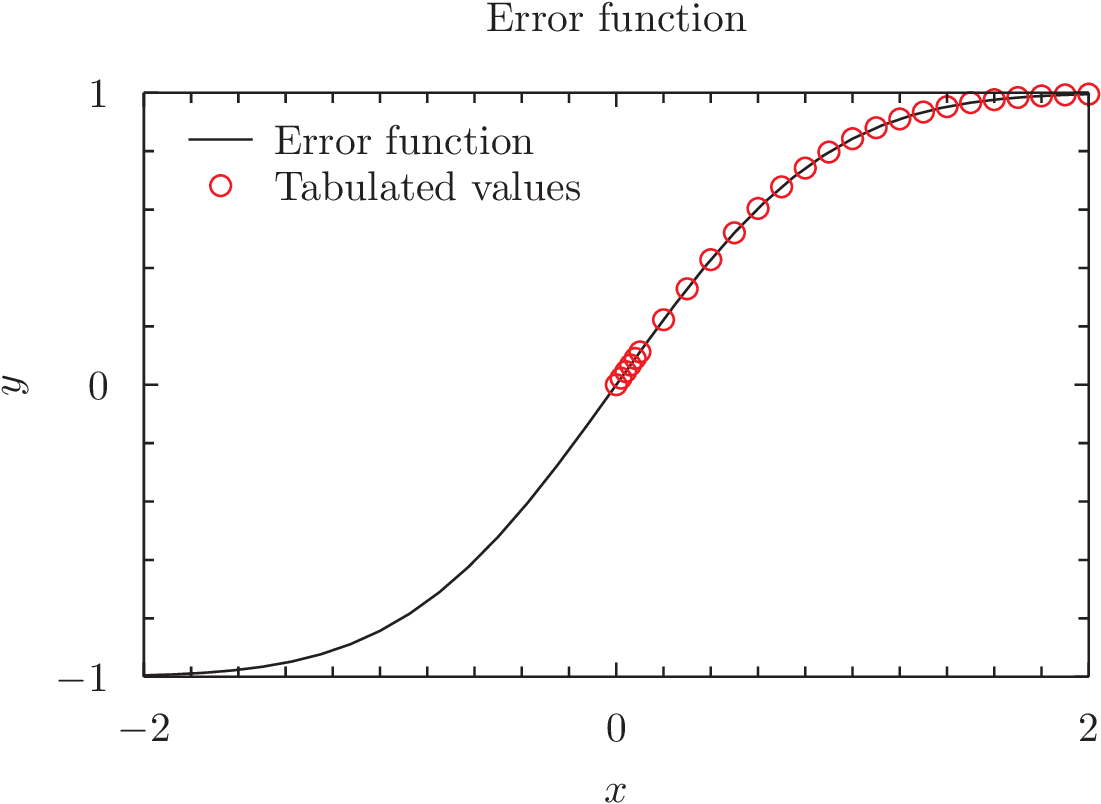 Error function
1
Error function
Tabulated values
y
0
−1
−2 0 2
x